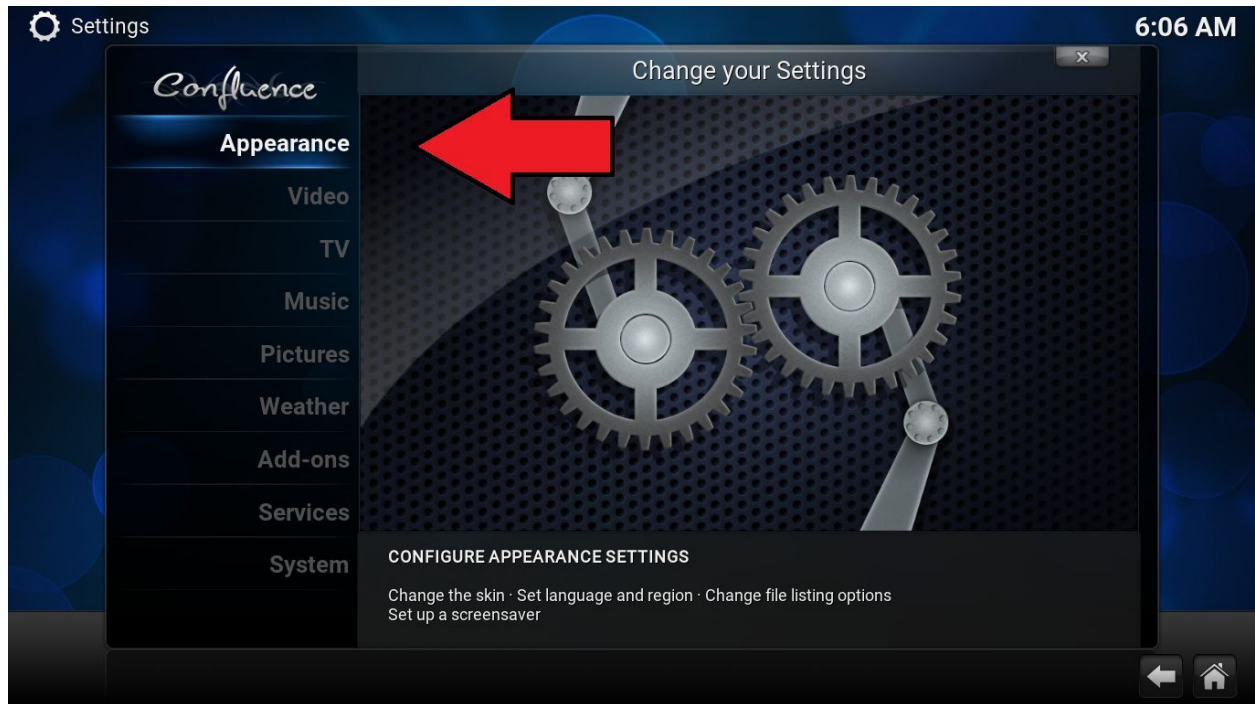 Settings
6:06 AM
Confluence
Change your Settings
x
Appearance
Video
TV
Music
Pictures
Weather
Add-ons
Services
System
CONFIGURE APPEARANCE SETTINGS
Change the skin · Set language and region · Change file listing options
Set up a screensaver